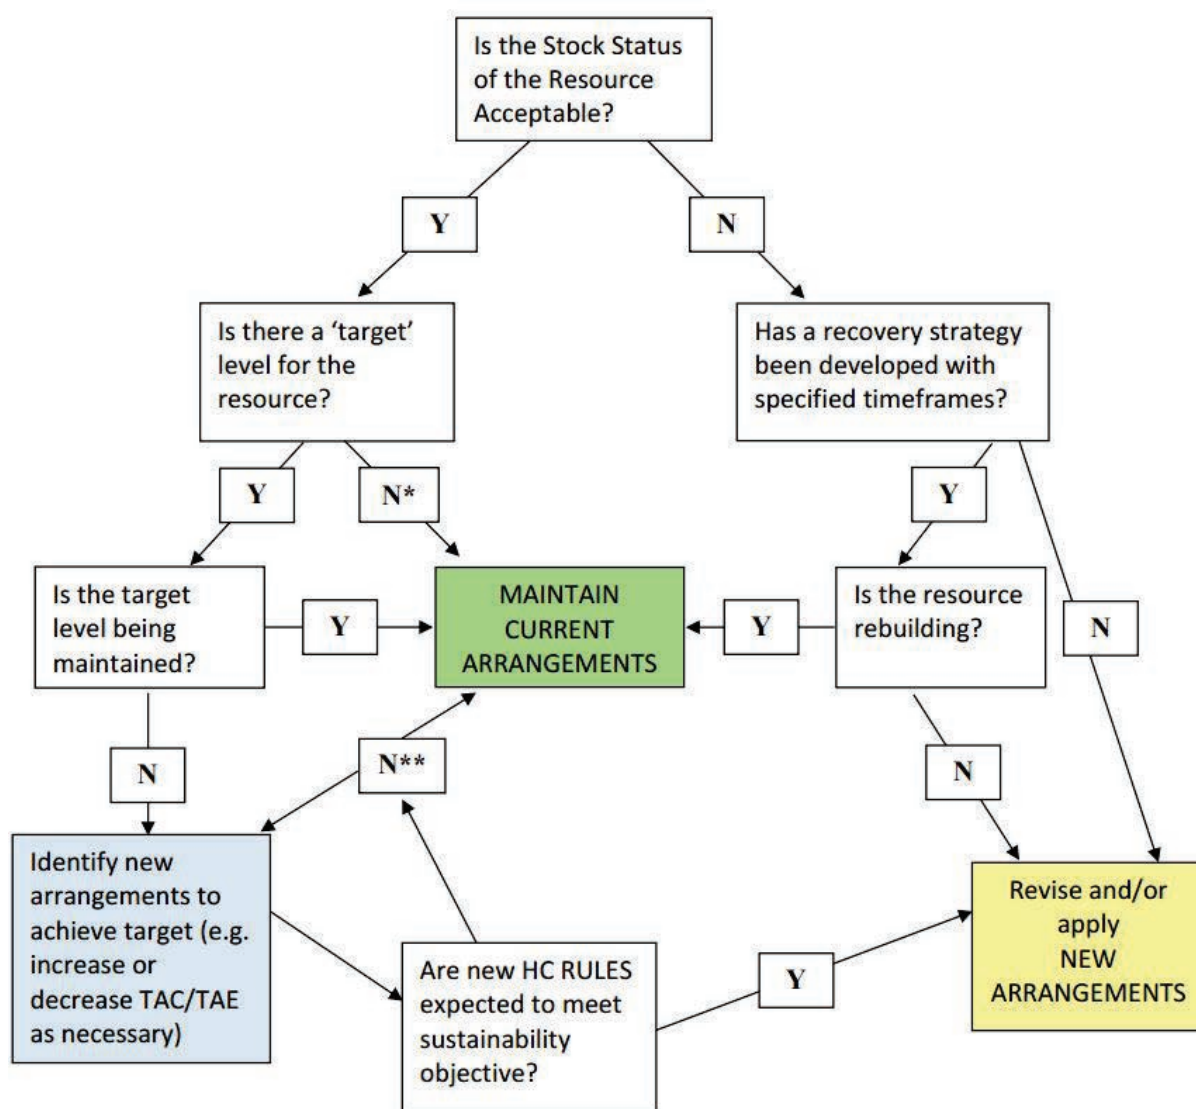 Is the Stock Status
of the Resource
Acceptable?
Y
N
Is there a ‘target’
level for the
resource?
Has a recovery strategy
been developed with
specified timeframes?
Y
N*
Y
Is the target
level being
maintained?
Y
MAINTAIN
CURRENT
ARRANGEMENTS
Y
Is the resource
rebuilding?
N
N
N**
N
Identify new
arrangements to
achieve target (e.g.
increase or
decrease TAC/TAE
as necessary)
Are new HC RULES
expected to meet
sustainability
objective?
Y
Revise and/or
apply
NEW
ARRANGEMENTS